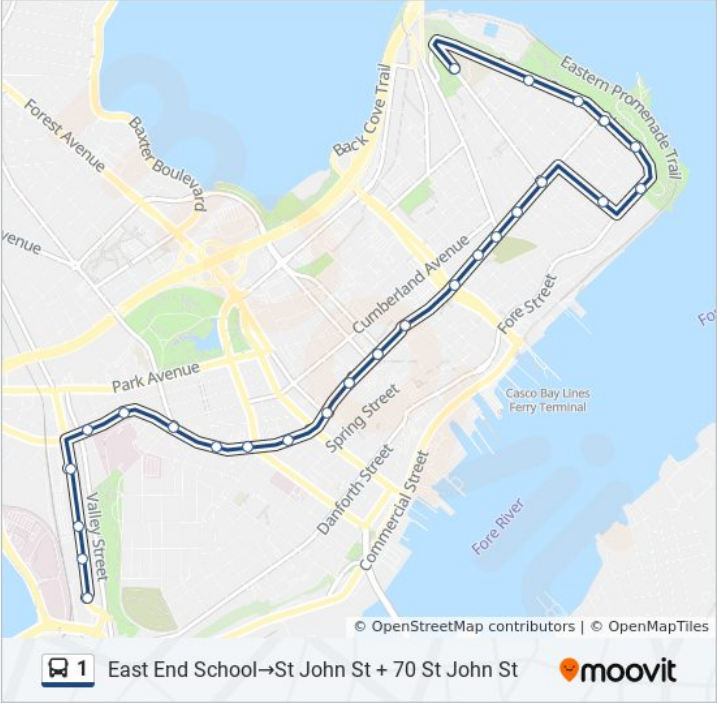 Eastern Promenade Trail
Back Cove Trail
Forest Avenue
Baxter Boulevard
venue
Cumberland Avenue
Fore Street
Fo
Park Avenue
Casco Bay Lines
Ferry Terminal
Spring Street
Danforth Street
Commercial Street
Valley Street
Fore River
© OpenStreetMap contributors | © OpenMapTiles
1 East End School→St John St + 70 St John St
moovit